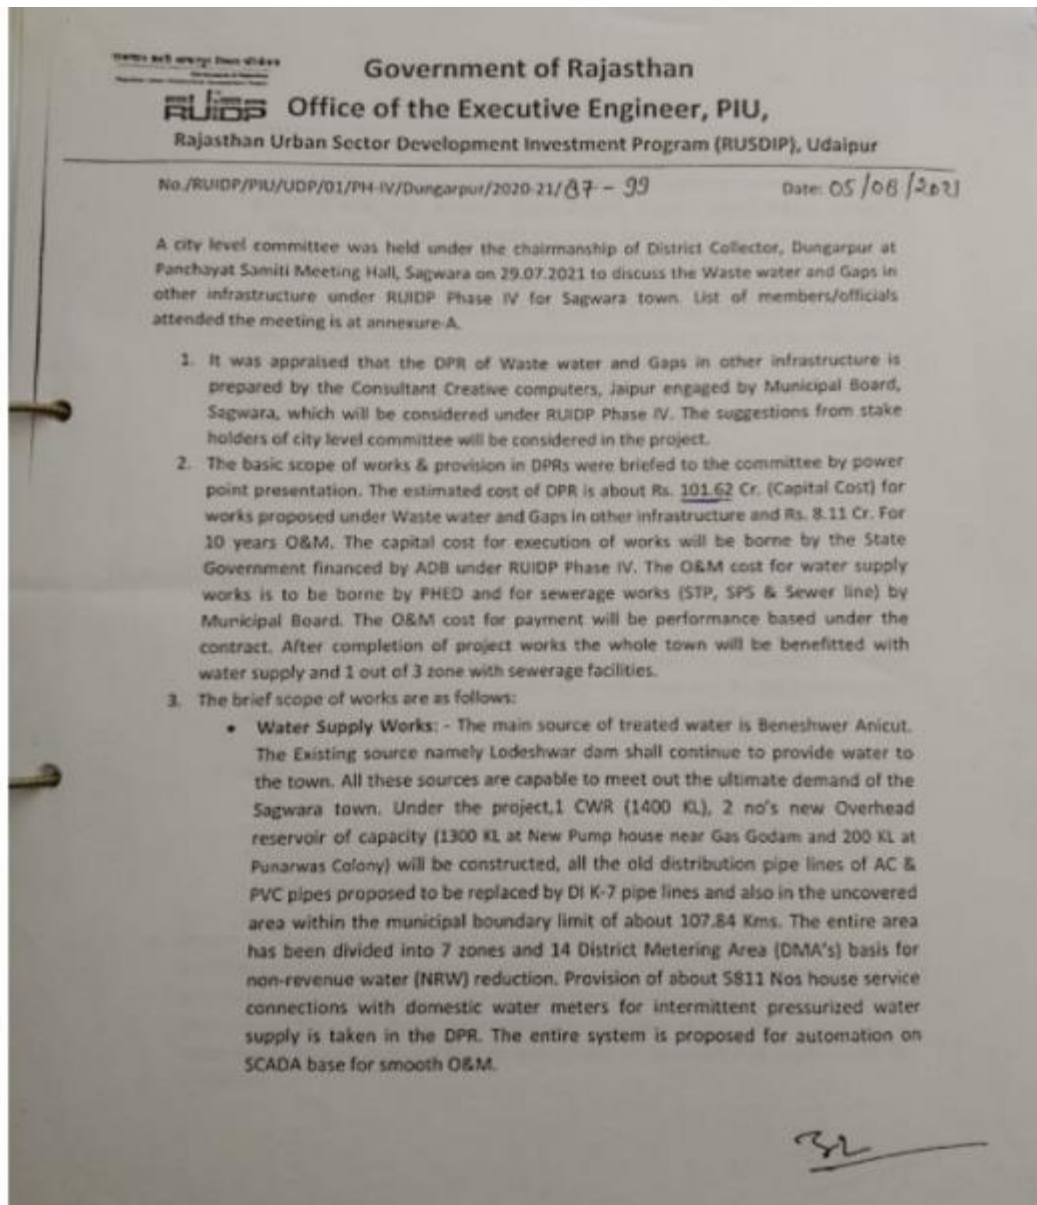 Government of Rajasthan
RUIDP Office of the Executive Engineer, PIU,
Rajasthan Urban Sector Development Investment Program (RUSDIP), Udaipur
No./RUIDP/PIU/UDP/01/PH-IV/Dungarpur/2020-21/87-99 Date: 05/08/2021
A city level committee was held under the chairmanship of District Collector, Dungarpur at
Panchayat Samiti Meeting Hall, Sagwara on 29.07.2021 to discuss the Waste water and Gaps in
other infrastructure under RUIDP Phase IV for Sagwara town. List of members/officials
attended the meeting is at annexure-A.
1. It was appraised that the DPR of Waste water and Gaps in other infrastructure is
prepared by the Consultant Creative computers, Jaipur engaged by Municipal Board,
Sagwara, which will be considered under RUIDP Phase IV. The suggestions from stake
holders of city level committee will be considered in the project.
2. The basic scope of works & provision in DPRs were briefed to the committee by power
point presentation. The estimated cost of DPR is about Rs. 101.62 Cr. (Capital Cost) for
works proposed under Waste water and Gaps in other infrastructure and Rs. 8.11 Cr. For
10 years O&M. The capital cost for execution of works will be borne by the State
Government financed by ADB under RUIDP Phase IV. The O&M cost for water supply
works is to be borne by PHED and for sewerage works (STP, SPS & Sewer line) by
Municipal Board. The O&M cost for payment will be performance based under the
contract. After completion of project works the whole town will be benefitted with
water supply and 1 out of 3 zone with sewerage facilities.
3. The brief scope of works are as follows:
• Water Supply Works: - The main source of treated water is Beneshwer Anicut.
The Existing source namely Lodeshwar dam shall continue to provide water to
the town. All these sources are capable to meet out the ultimate demand of the
Sagwara town. Under the project,1 CWR (1400 KL), 2 no's new Overhead
reservoir of capacity (1300 KL at New Pump house near Gas Godam and 200 KL at
Punarwas Colony) will be constructed, all the old distribution pipe lines of AC &
PVC pipes proposed to be replaced by DI K-7 pipe lines and also in the uncovered
area within the municipal boundary limit of about 107.84 Kms. The entire area
has been divided into 7 zones and 14 District Metering Area (DMA's) basis for
non-revenue water (NRW) reduction. Provision of about 5811 Nos house service
connections with domestic water meters for intermittent pressurized water
supply is taken in the DPR. The entire system is proposed for automation on
SCADA base for smooth O&M.